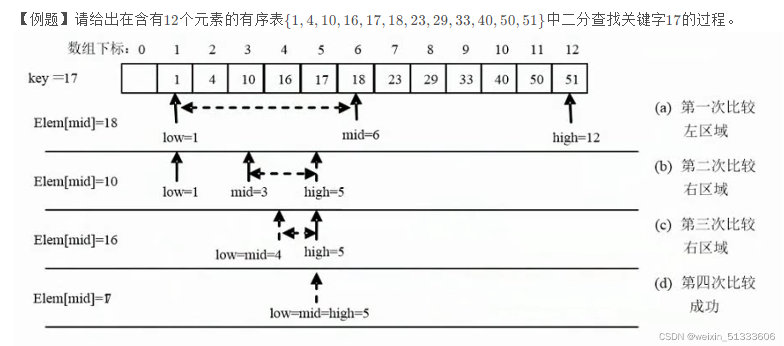 【例题】请给出在含有12个元素的有序表{1,4,10,16,17,18,23,29,33,40,50,51}中二分查找关键字17的过程。
数组下标: 0 1 2 3 4 5 6 7 8 9 10 11 12
key =17 1 4 10 16 17 18 23 29 33 40 50 51
Elem[mid]=18 low=1 mid=6 high=12 (a) 第一次比较
左区域
Elem[mid]=10 low=1 mid=3 high=5 (b) 第二次比较
右区域
Elem[mid]=16 low=mid=4 high=5 (c) 第三次比较
右区域
Elem[mid]=17 low=mid=high=5 (d) 第四次比较
成功
CSDN @weixin_51333606